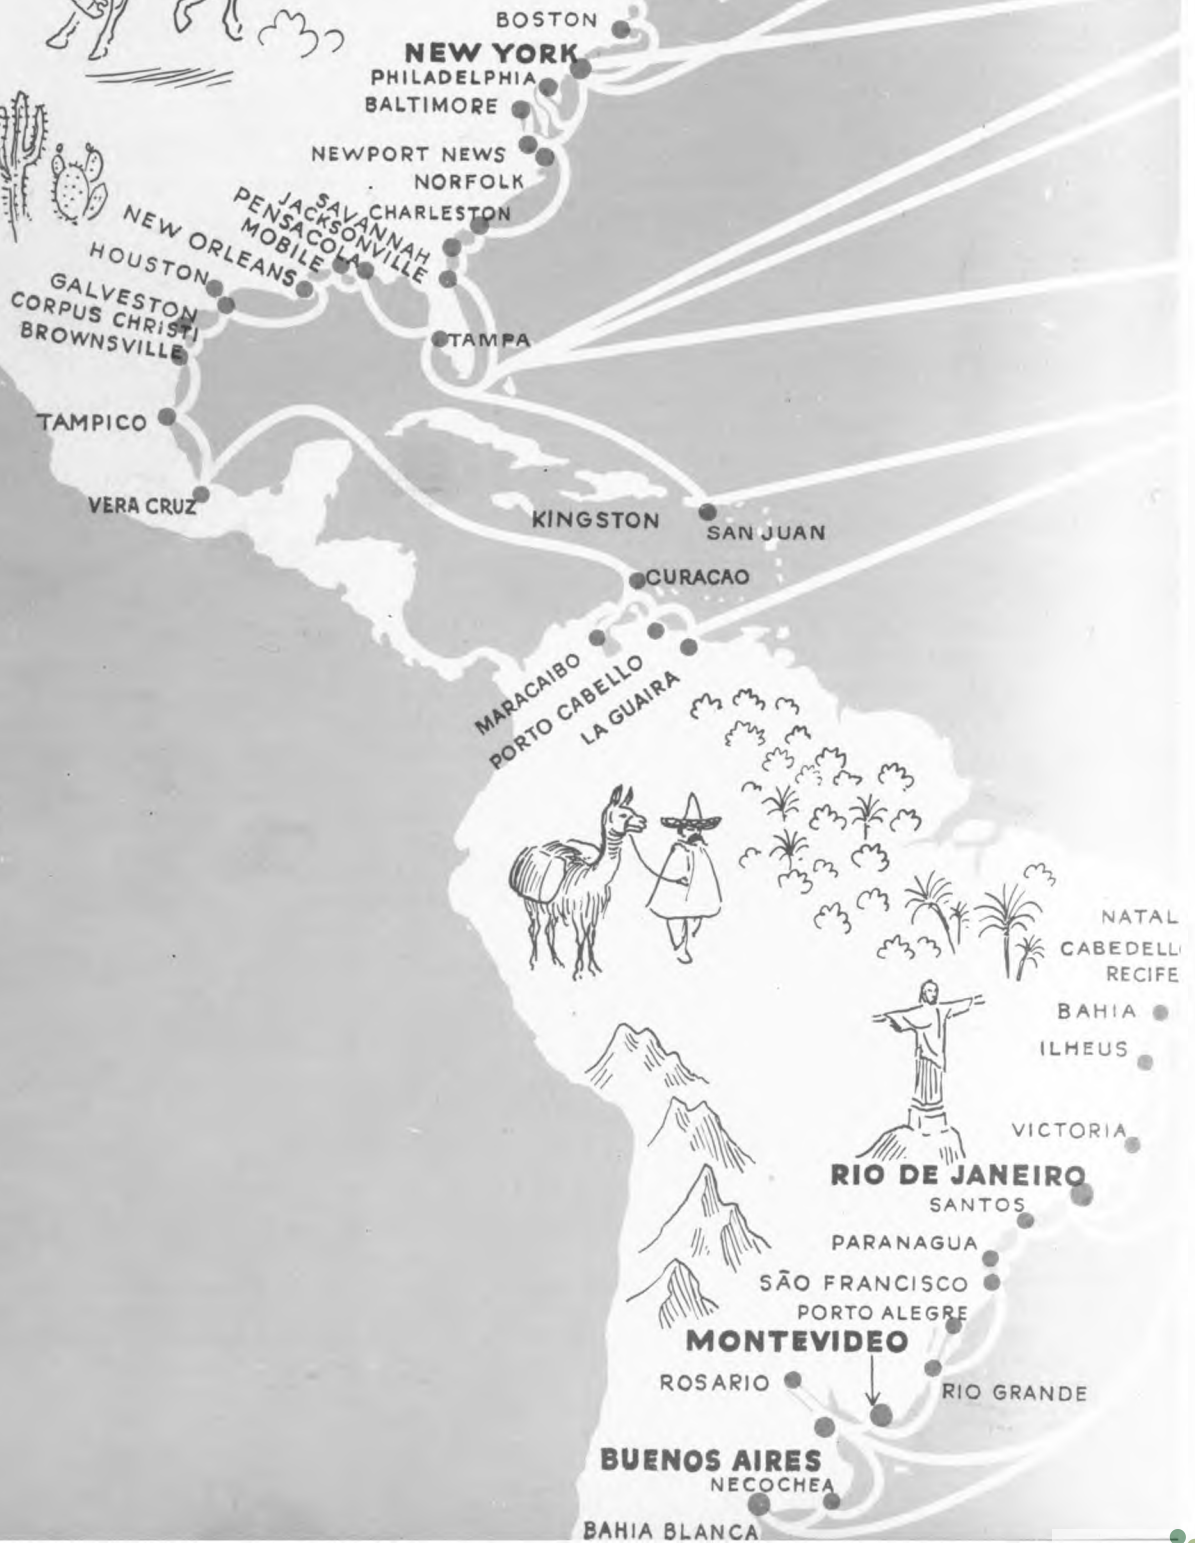 BOSTON
NEW YORK
PHILADELPHIA
BALTIMORE
NEWPORT NEWS
NORFOLK
CHARLESTON
SAVANNAH
JACKSONVILLE
PENSACOLA
MOBILE
NEW ORLEANS
HOUSTON
GALVESTON
CORPUS CHRISTI
BROWNSVILLE
TAMPA
TAMPICO
VERA CRUZ
KINGSTON
SAN JUAN
CURACAO
MARACAIBO
PORTO CABELLO
LA GUAIRA
NATAL
CABEDELL
RECIFE
BAHIA
ILHEUS
VICTORIA
RIO DE JANEIRO
SANTOS
PARANAGUA
SÃO FRANCISCO
PORTO ALEGRE
MONTEVIDEO
ROSARIO
RIO GRANDE
BUENOS AIRES
NECOCHEA
BAHIA BLANCA